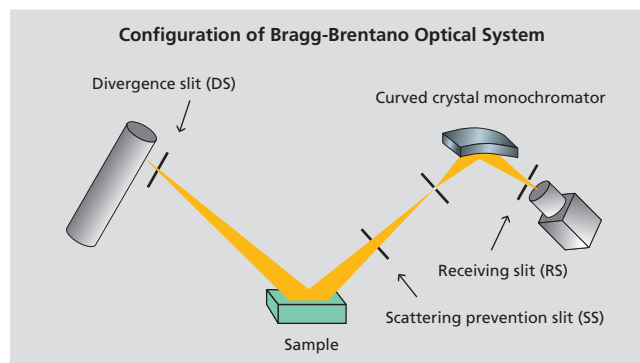 Configuration of Bragg-Brentano Optical System
Divergence slit (DS)
Curved crystal monochromator
Receiving slit (RS)
Scattering prevention slit (SS)
Sample